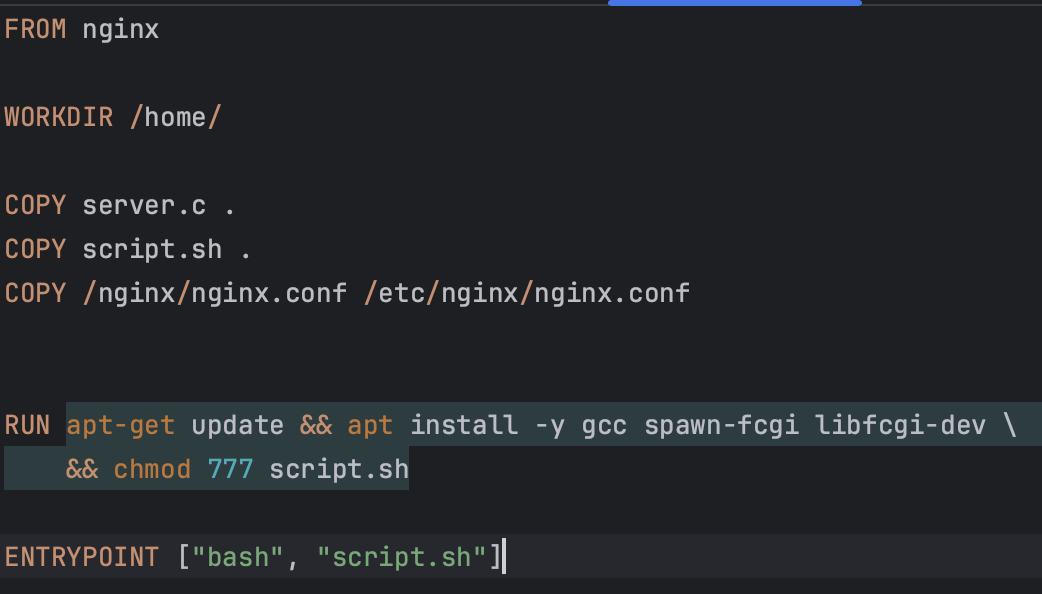 FROM nginx
WORKDIR /home/
COPY server.c .
COPY script.sh .
COPY /nginx/nginx.conf /etc/nginx/nginx.conf
RUN apt-get update && apt install -y gcc spawn-fcgi libfcgi-dev \
    && chmod 777 script.sh
ENTRYPOINT ["bash", "script.sh"]